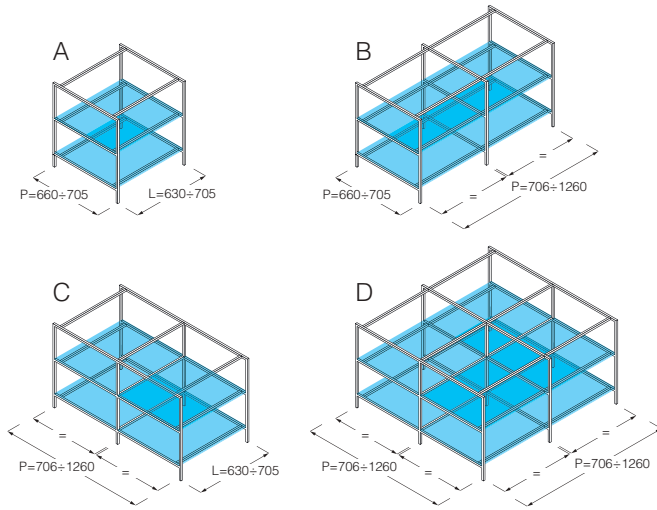 A
P=660÷705
L=630÷705
B
P=660÷705
=
=
P=706÷1260
C
=
=
P=706÷1260
L=630÷705
D
=
=
P=706÷1260
=
=
P=706÷1260